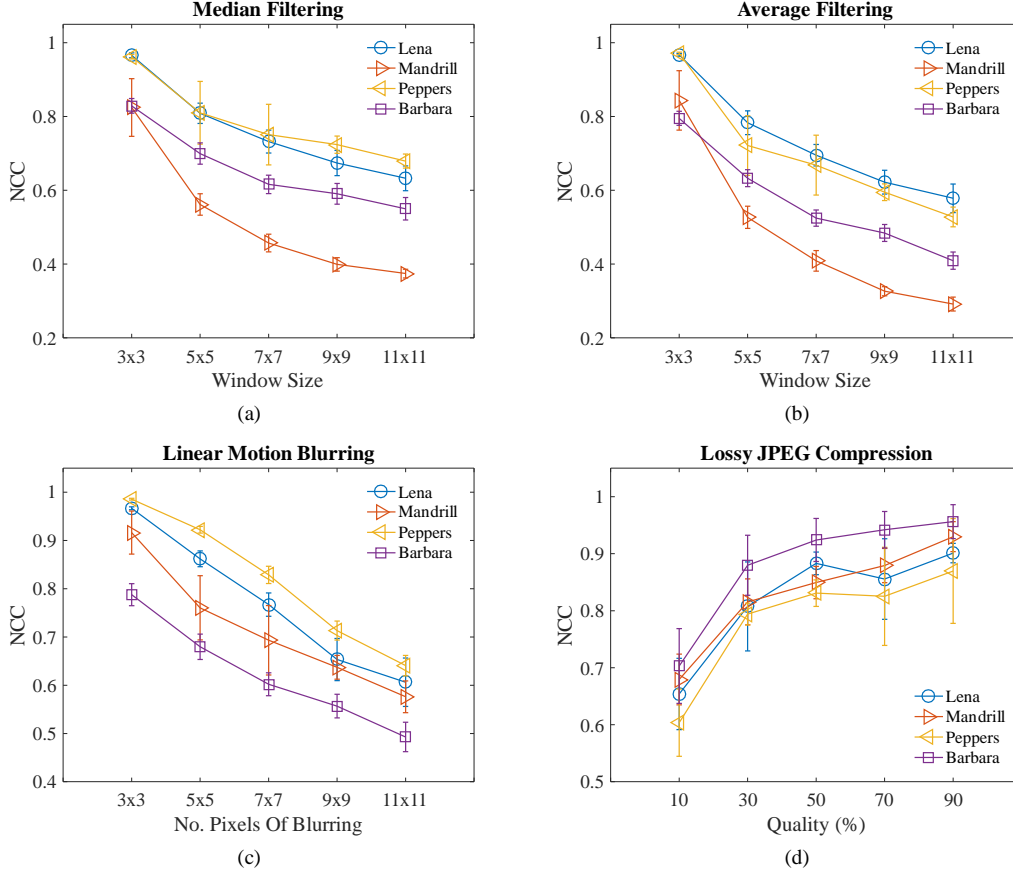 Median Filtering
1
0.8
0.6
0.4
0.2
NCC
Lena
Mandrill
Peppers
Barbara
3x3 5x5 7x7 9x9 11x11
Window Size
(a)
Average Filtering
1
0.8
0.6
0.4
0.2
NCC
Lena
Mandrill
Peppers
Barbara
3x3 5x5 7x7 9x9 11x11
Window Size
(b)
Linear Motion Blurring
1
0.9
0.8
0.7
0.6
0.5
0.4
NCC
Lena
Mandrill
Peppers
Barbara
3x3 5x5 7x7 9x9 11x11
No. Pixels Of Blurring
(c)
Lossy JPEG Compression
1
0.9
0.8
0.7
0.6
0.5
NCC
Lena
Mandrill
Peppers
Barbara
10 30 50 70 90
Quality (%)
(d)